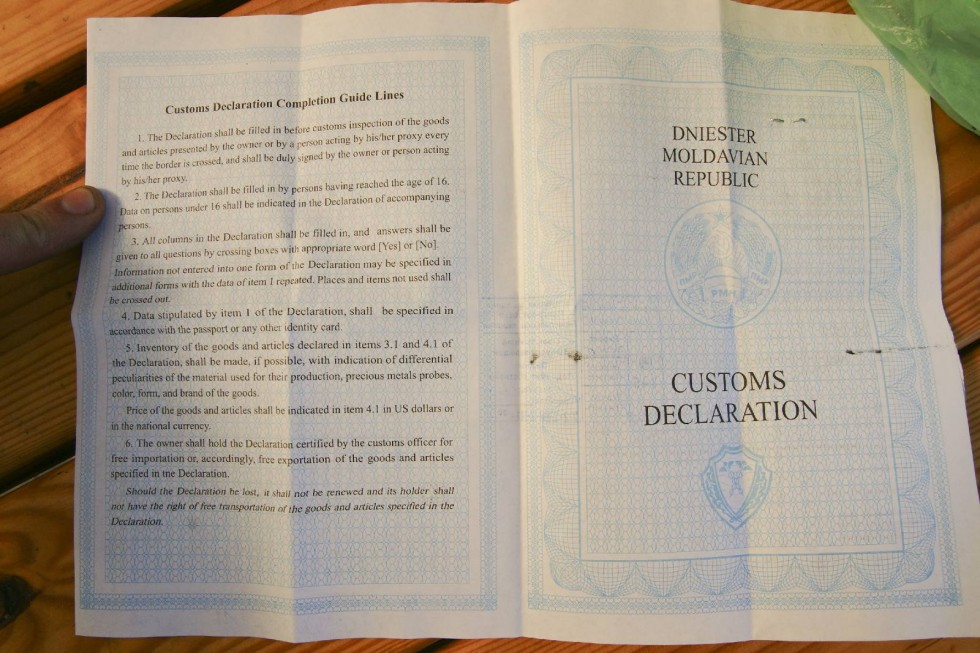 Customs Declaration Completion Guide Lines
1. The Declaration shall be filled in before customs inspection of the goods
and articles presented by the owner or by a person acting by his/her proxy every
time the border is crossed, and shall be duly signed by the owner or person acting
by his/her proxy.
2. The Declaration shall be filled in by persons having reached the age of 16.
Data on persons under 16 shall be indicated in the Declaration of accompanying
persons.
3. All columns in the Declaration shall be filled in, and answers shall be
given to all questions by crossing boxes with appropriate word [Yes] or [No].
Information not entered into one form of the Declaration may be specified in
additional forms with the data of item 1 repeated. Places and items not used shall
be crossed out.
4. Data stipulated by item 1 of the Declaration, shall be specified in
accordance with the passport or any other identity card.
5. Inventory of the goods and articles declared in items 3.1 and 4.1 of
the Declaration, shall be made, if possible, with indication of differential
peculiarities of the material used for their production, precious metals probes,
color, form, and brand of the goods.
Price of the goods and articles shall be indicated in item 4.1 in US dollars or
in the national currency.
6. The owner shall hold the Declaration certified by the customs officer for
free importation or, accordingly, free exportation of the goods and articles
specified in tne Declaration.
Should the Declaration be lost, it shall not be renewed and its holder shall
not have the right of free transportation of the goods and articles specified in the
Declaration.
DNIESTER
MOLDAVIAN
REPUBLIC
ПМР
CUSTOMS
DECLARATION